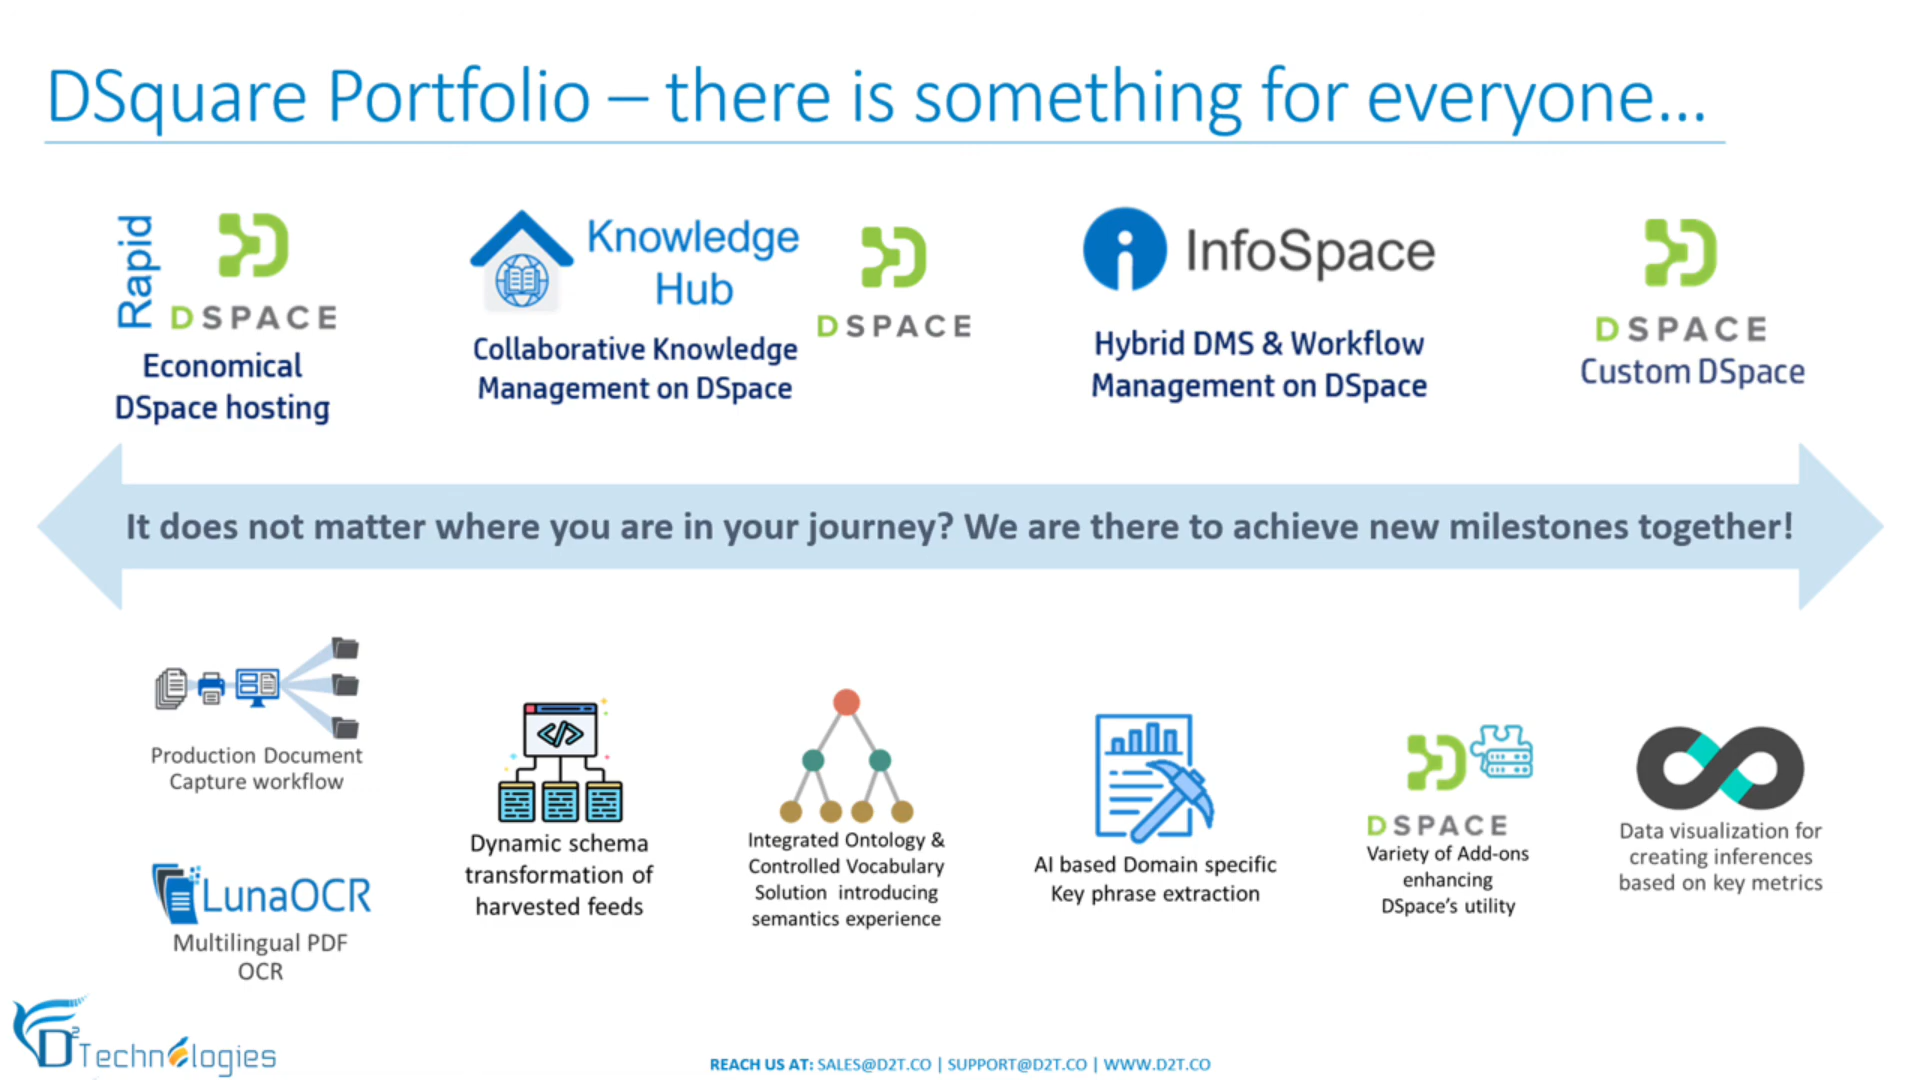 DSquare Portfolio – there is something for everyone...
Rapid
DSPACE
Economical
DSpace hosting
Knowledge
Hub
Collaborative Knowledge
Management on DSpace
DSPACE
InfoSpace
Hybrid DMS & Workflow
Management on DSpace
DSPACE
Custom DSpace
It does not matter where you are in your journey? We are there to achieve new milestones together!
Production Document
Capture workflow
LunaOCR
Multilingual PDF
OCR
Dynamic schema
transformation of
harvested feeds
Integrated Ontology &
Controlled Vocabulary
Solution introducing
semantics experience
AI based Domain specific
Key phrase extraction
DSPACE
Variety of Add-ons
enhancing
DSpace's utility
Data visualization for
creating inferences
based on key metrics
D2 Technologies
REACH US AT: SALES@D2T.CO | SUPPORT@D2T.CO | WWW.D2T.CO